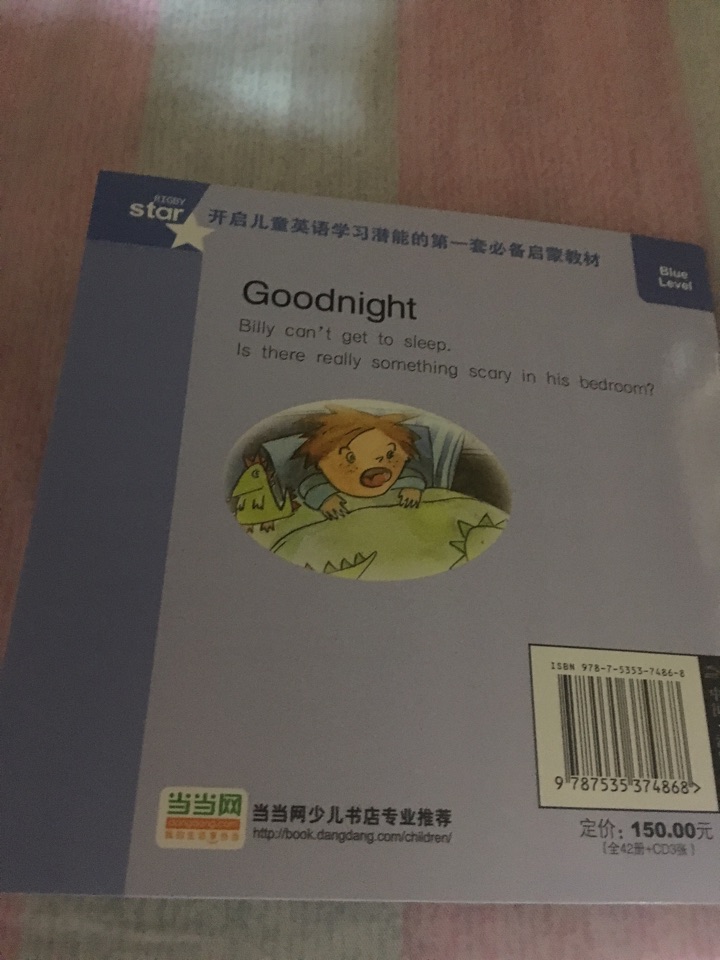 RIGBY
star
开启儿童英语学习潜能的第一套必备启蒙教材
Blue
Level
Goodnight
Billy can't get to sleep.
Is there really something scary in his bedroom?
ISBN 978-7-5353-7486-8
9 787535 374868>
当当网
dangdang.com
当当网少儿书店专业推荐
http://book.dangdang.com/children/
定价：150.00元
（全42册+CD3张）